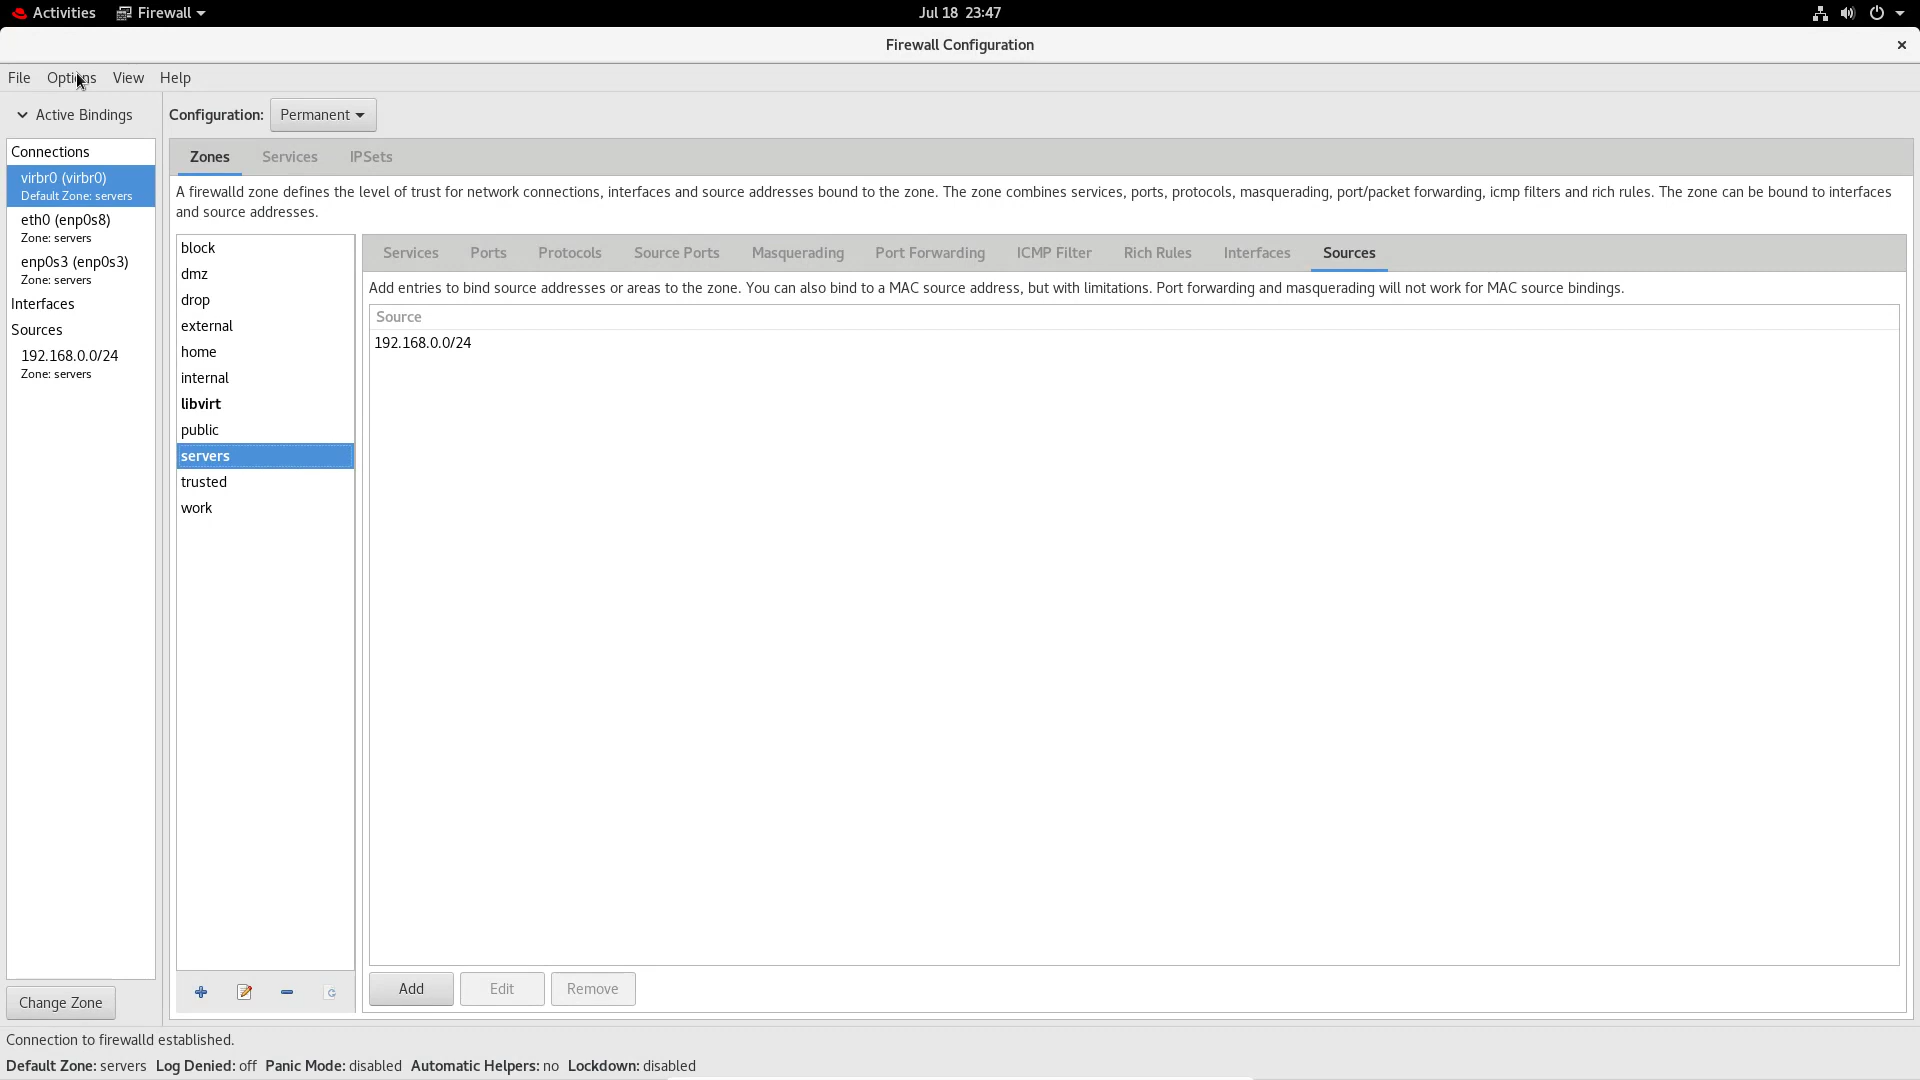 Activities Firewall Jul 18 23:47
Firewall Configuration
File Options View Help
Active Bindings
Connections
virbr0 (virbr0)
Default Zone: servers
eth0 (enp0s8)
Zone: servers
enp0s3 (enp0s3)
Zone: servers
Interfaces
Sources
192.168.0.0/24
Zone: servers
Change Zone
Configuration: Permanent
Zones Services IPSets
A firewalld zone defines the level of trust for network connections, interfaces and source addresses bound to the zone. The zone combines services, ports, protocols, masquerading, port/packet forwarding, icmp filters and rich rules. The zone can be bound to interfaces
and source addresses.
block
dmz
drop
external
home
internal
libvirt
public
servers
trusted
work
Services Ports Protocols Source Ports Masquerading Port Forwarding ICMP Filter Rich Rules Interfaces Sources
Add entries to bind source addresses or areas to the zone. You can also bind to a MAC source address, but with limitations. Port forwarding and masquerading will not work for MAC source bindings.
Source
192.168.0.0/24
Add Edit Remove
Connection to firewalld established.
Default Zone: servers Log Denied: off Panic Mode: disabled Automatic Helpers: no Lockdown: disabled